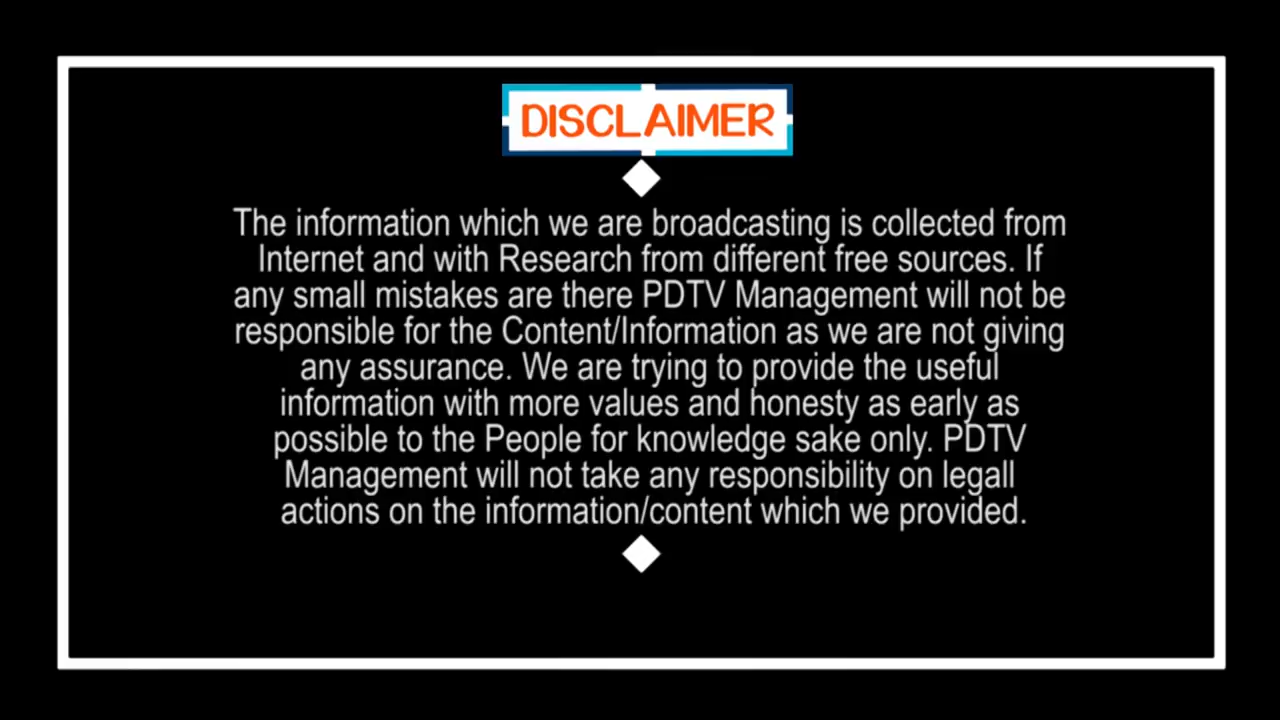 DISCLAIMER
The information which we are broadcasting is collected from
Internet and with Research from different free sources. If
any small mistakes are there PDTV Management will not be
responsible for the Content/Information as we are not giving
any assurance. We are trying to provide the useful
information with more values and honesty as early as
possible to the People for knowledge sake only. PDTV
Management will not take any responsibility on legall
actions on the information/content which we provided.